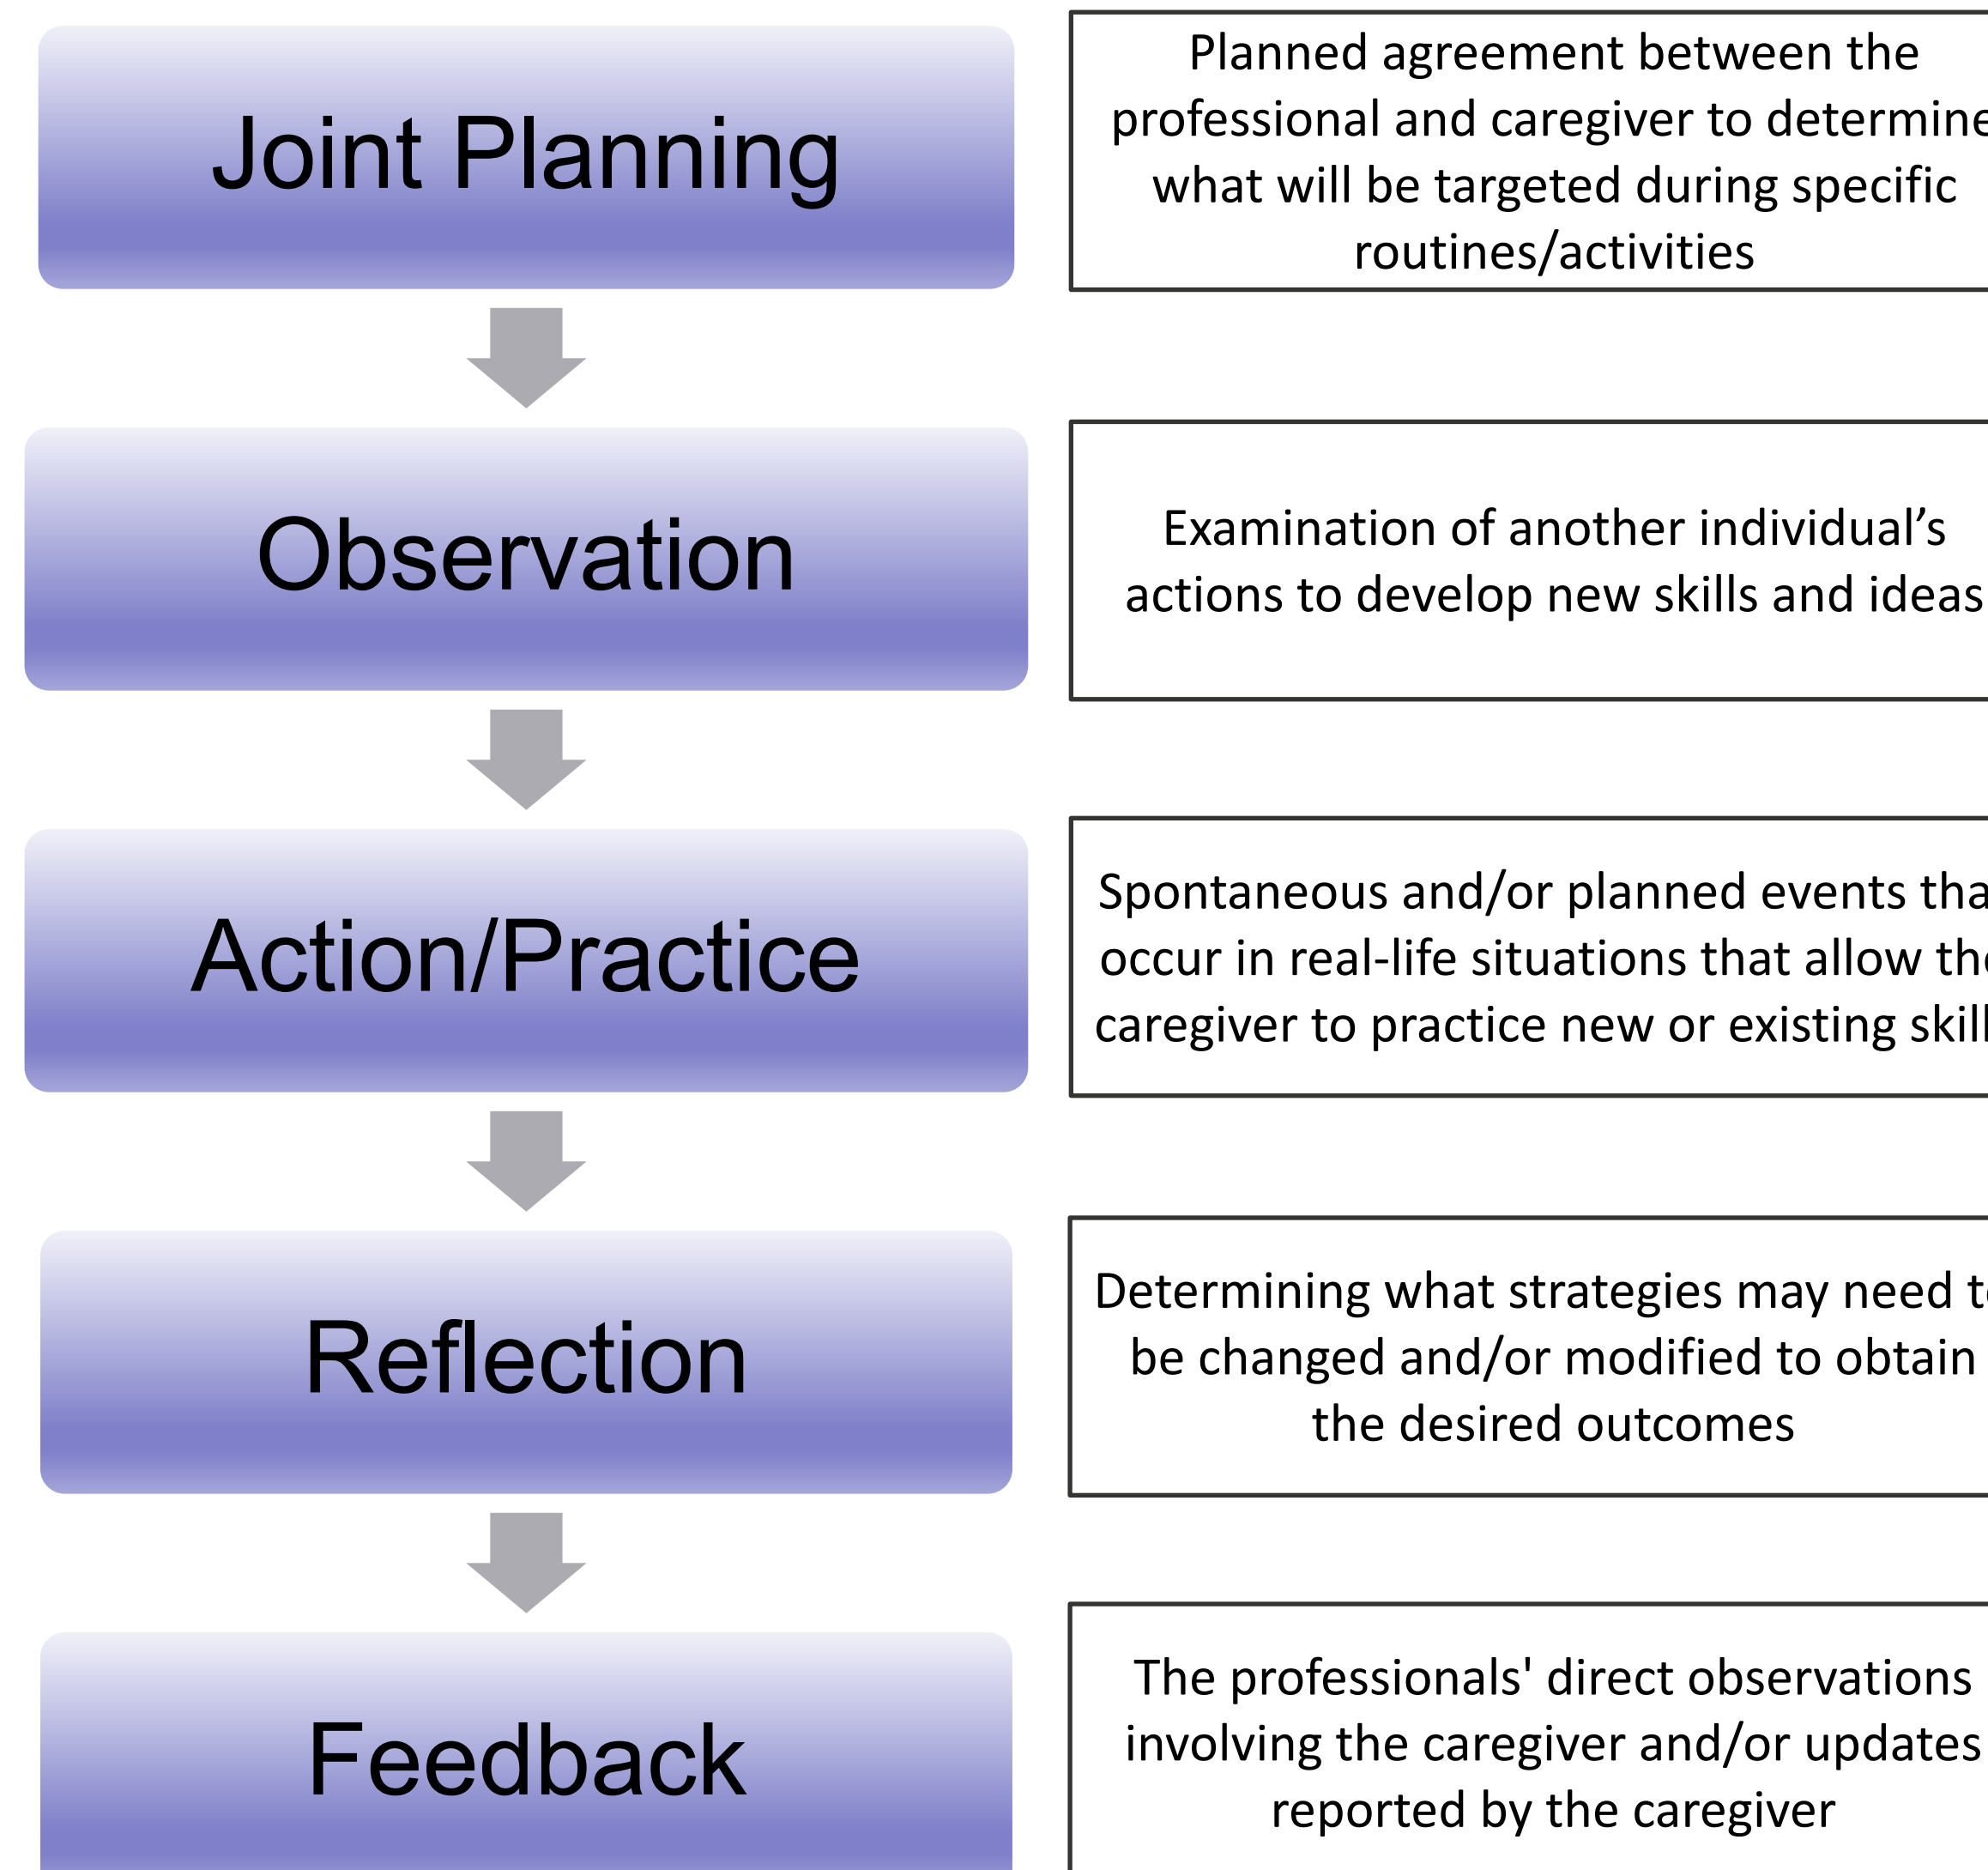 Joint Planning
Planned agreement between the
professional and caregiver to determine
what will be targeted during specific
routines/activities
Observation
Examination of another individual’s
actions to develop new skills and ideas
Action/Practice
Spontaneous and/or planned events tha
occur in real-life situations that allow the
caregiver to practice new or existing skill
Reflection
Determining what strategies may need to
be changed and/or modified to obtain
the desired outcomes
Feedback
The professionals' direct observations
involving the caregiver and/or updates
reported by the caregiver